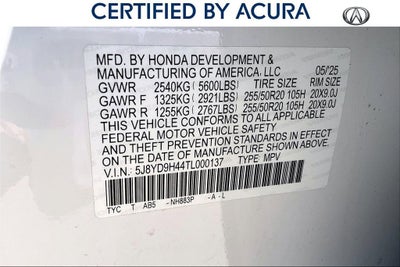 CERTIFIED BY ACURA
MFD. BY HONDA DEVELOPMENT &
MANUFACTURING OF AMERICA, LLC 05/25
GVWR 2540KG (5600LBS) TIRE SIZE RIM SIZE
GAWR F 1325KG (2921LBS) 255/50R20 105H 20X9.0J
GAWR R 1255KG (2767LBS) 255/50R20 105H 20X9.0J
THIS VEHICLE CONFORMS TO ALL APPLICABLE
FEDERAL MOTOR VEHICLE SAFETY, BUMPER,
AND THEFT PREVENTION STANDARDS IN EFFECT
ON THE DATE OF MANUFACTURE SHOWN ABOVE.
V.I.N.: 5J8YD9H44TL000137 TYPE: MPV
TYC T AB5 -NH883P -A-L